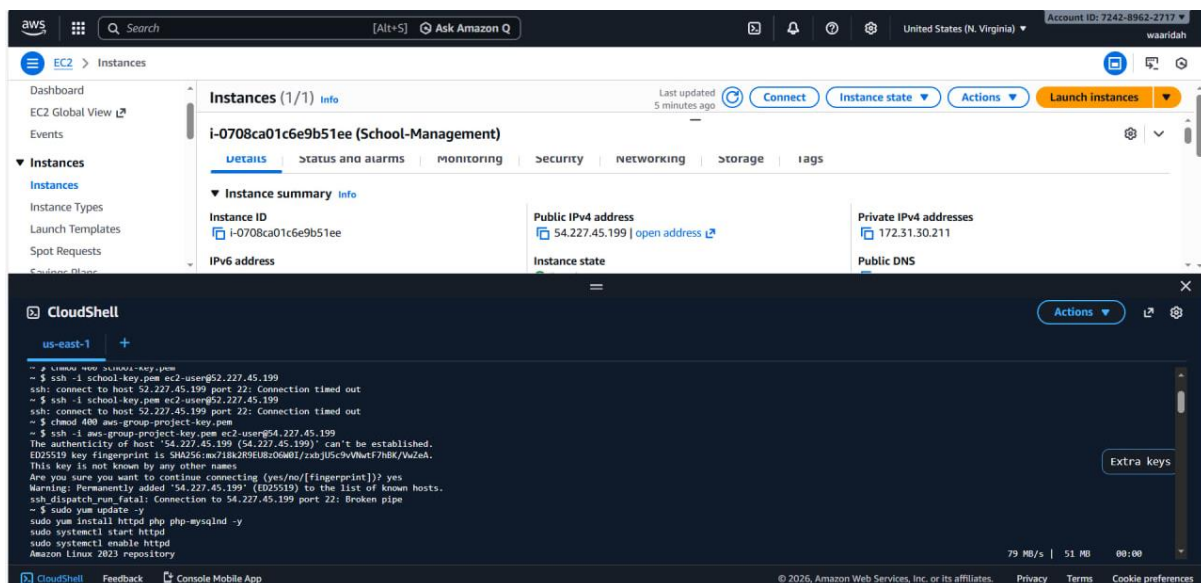 aws
Search [Alt+S] Ask Amazon Q United States (N. Virginia) ▼ Account ID: 7242-8962-2717 ▼
waaridah
EC2 > Instances
Dashboard
EC2 Global View
Events
▼ Instances
Instances
Instance Types
Launch Templates
Spot Requests
Savings Plans
Instances (1/1) Info
Last updated
5 minutes ago
Connect Instance state ▼ Actions ▼ Launch instances ▼
i-0708ca01c6e9b51ee (School-Management)
Details Status and alarms Monitoring Security Networking Storage Tags
▼ Instance summary Info
Instance ID
i-0708ca01c6e9b51ee
Public IPv4 address
54.227.45.199 | open address
Private IPv4 addresses
172.31.30.211
IPv6 address
Instance state
Public DNS
CloudShell
Actions ▼
us-east-1 +
~ $ chmod 400 school-key.pem
~ $ ssh -i school-key.pem ec2-user@52.227.45.199
ssh: connect to host 52.227.45.199 port 22: Connection timed out
~ $ ssh -i school-key.pem ec2-user@52.227.45.199
ssh: connect to host 52.227.45.199 port 22: Connection timed out
~ $ chmod 400 aws-group-project-key.pem
~ $ ssh -i aws-group-project-key.pem ec2-user@54.227.45.199
The authenticity of host '54.227.45.199 (54.227.45.199)' can't be established.
ED25519 key fingerprint is
This key is not known by any other names
Are you sure you want to continue connecting (yes/no/[fingerprint])? yes
Warning: Permanently added '54.227.45.199' (ED25519) to the list of known hosts.
ssh_dispatch_run_fatal: Connection to 54.227.45.199 port 22: Broken pipe
~ $ sudo yum update -y
sudo yum install httpd php php-mysqlnd -y
sudo systemctl start httpd
sudo systemctl enable httpd
Amazon Linux 2023 repository 79 MB/s | 51 MB 00:00
Extra keys
CloudShell Feedback Console Mobile App © 2026, Amazon Web Services, Inc. or its affiliates. Privacy Terms Cookie preferences